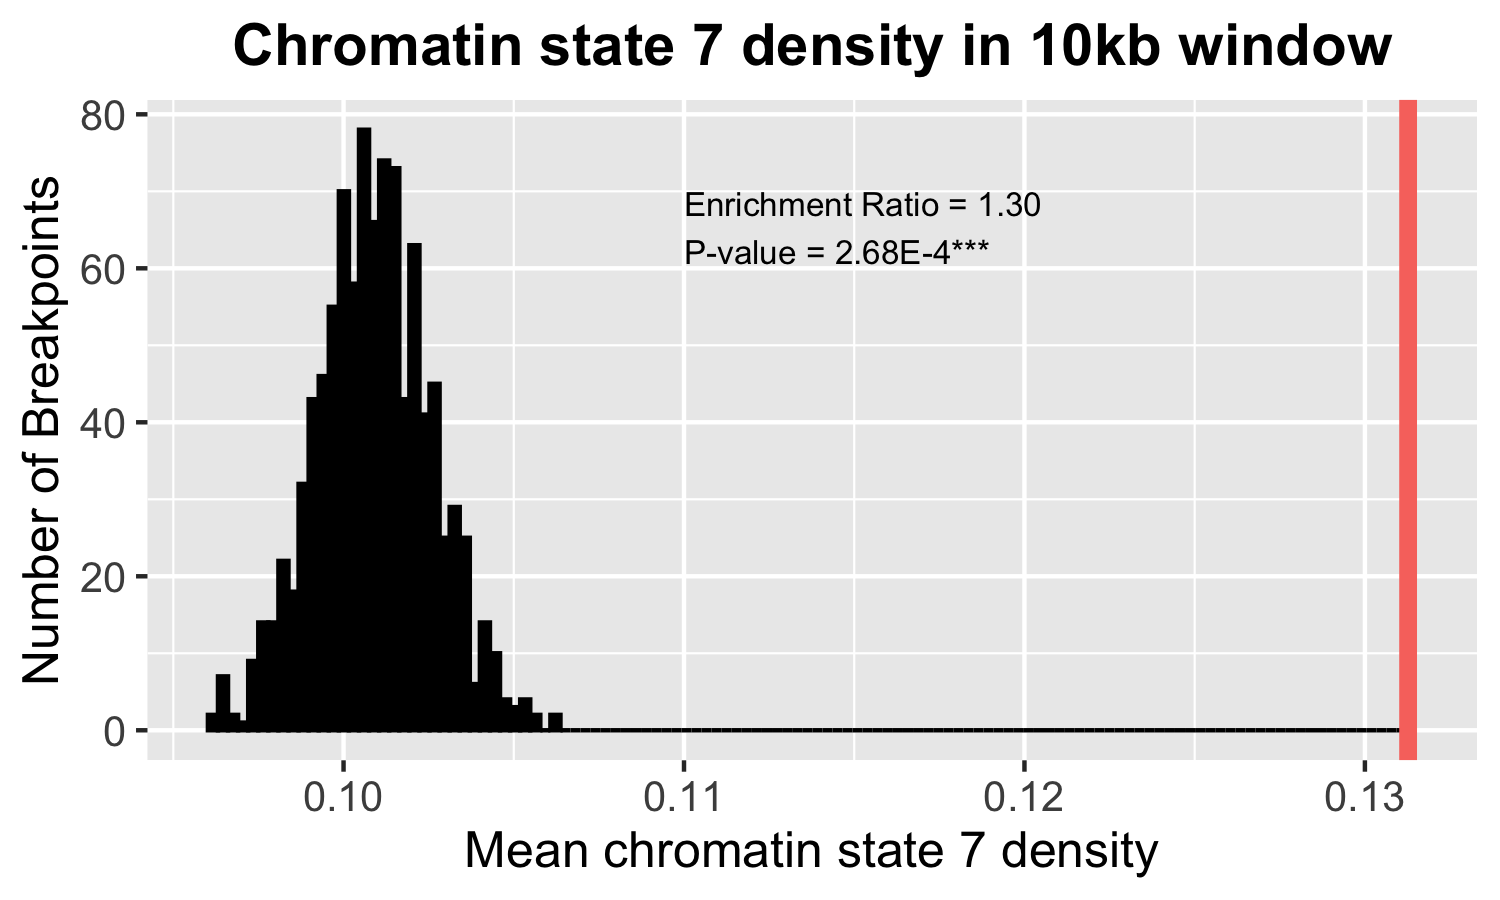 Chromatin state 7 density in 10kb window
Number of Breakpoints
80
60
40
20
0
Enrichment Ratio = 1.30
P-value = 2.68E-4***
0.10 0.11 0.12 0.13
Mean chromatin state 7 density